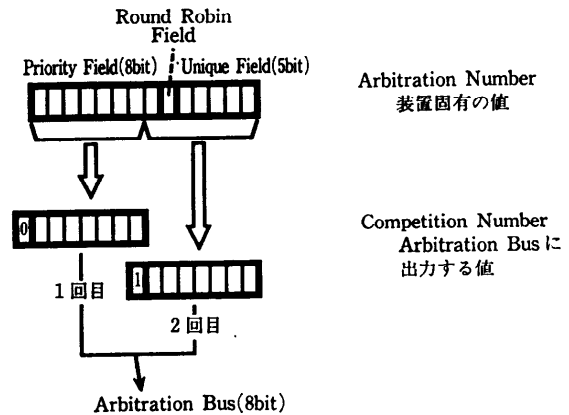 Round Robin
Field
Priority Field(8bit)
Unique Field(5bit)
Arbitration Number
装置固有の値
0
Competition Number
Arbitration Busに
出力する値
1
1回目
2回目
Arbitration Bus(8bit)